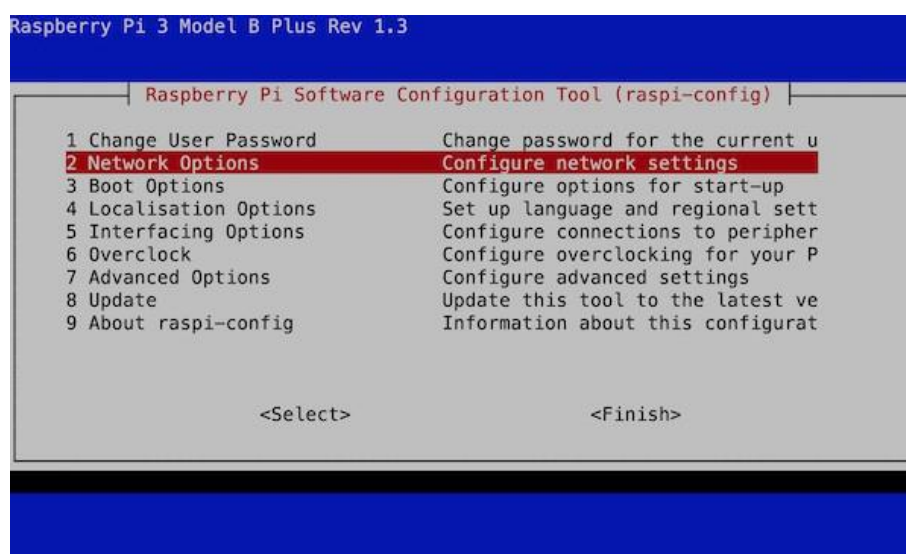 Raspberry Pi 3 Model B Plus Rev 1.3
Raspberry Pi Software Configuration Tool (raspi-config)
1 Change User Password Change password for the current u
2 Network Options Configure network settings
3 Boot Options Configure options for start-up
4 Localisation Options Set up language and regional sett
5 Interfacing Options Configure connections to peripher
6 Overclock Configure overclocking for your P
7 Advanced Options Configure advanced settings
8 Update Update this tool to the latest ve
9 About raspi-config Information about this configurat
<Select> <Finish>